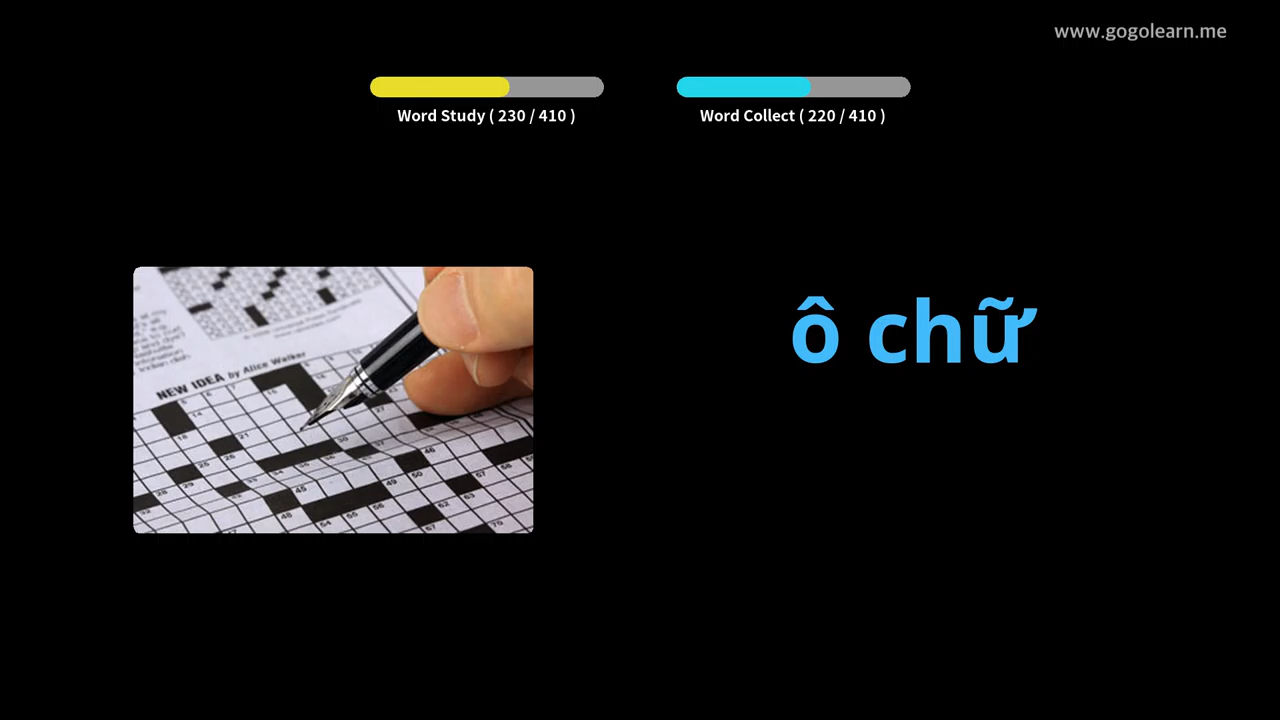 www.gogolearn.me
Word Study ( 230 / 410 )
Word Collect ( 220 / 410 )
ô chữ
NEW IDEA by Alice Walker